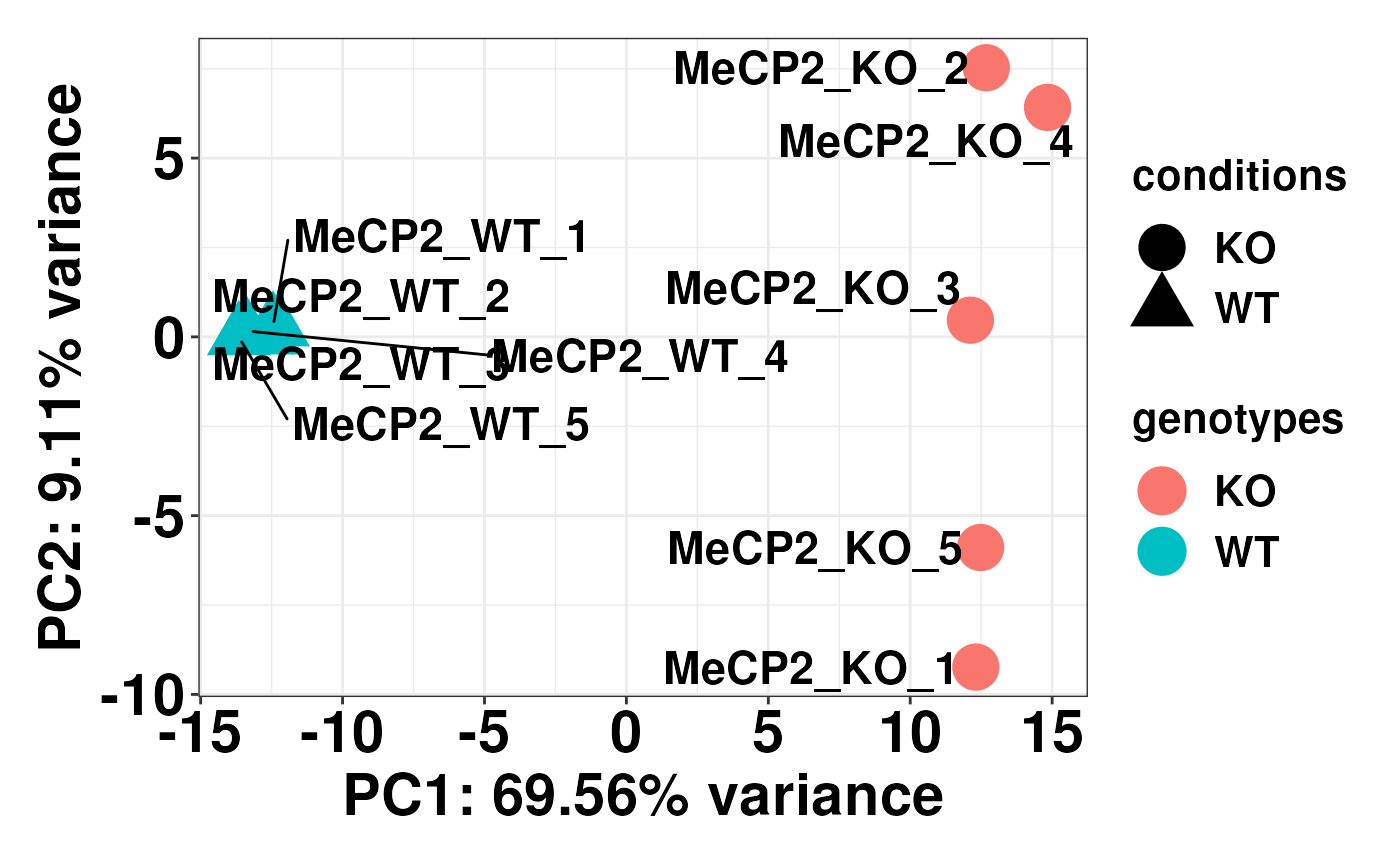 MeCP2_KO_2
MeCP2_KO_4
MeCP2_WT_1
MeCP2_WT_2
MeCP2_KO_3
MeCP2_WT_4
MeCP2_WT_3
MeCP2_WT_5
MeCP2_KO_5
MeCP2_KO_1
5
0
-5
-10
PC2: 9.11% variance
-15
-10
-5
0
5
10
15
PC1: 69.56% variance
conditions
KO
WT
genotypes
KO
WT